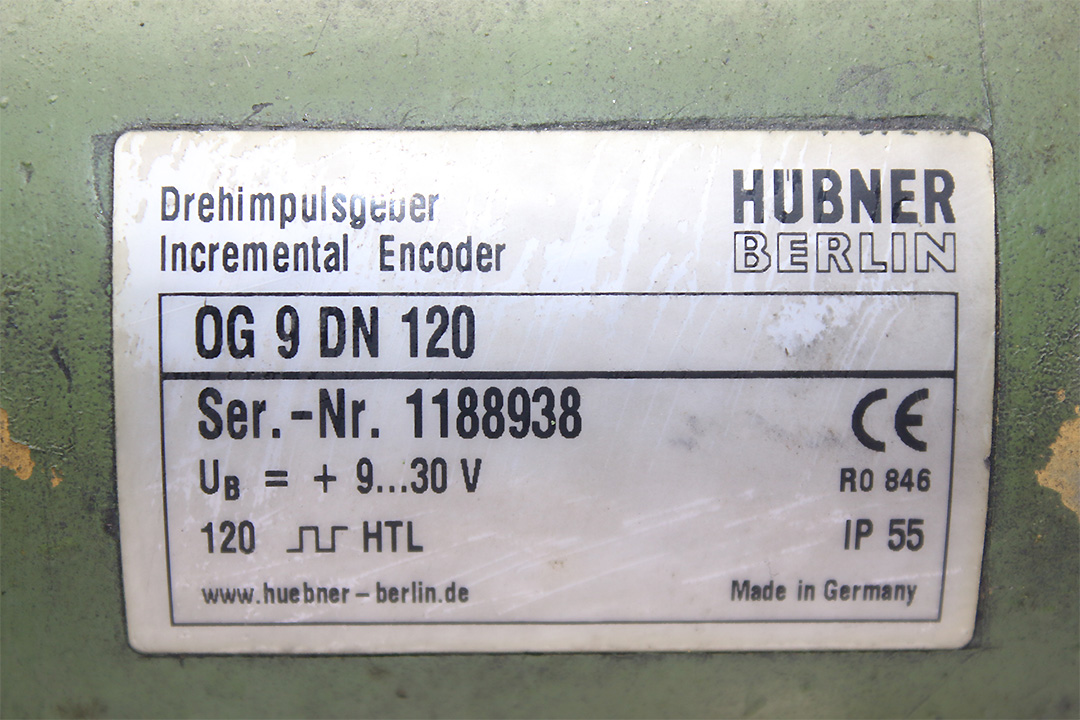 Drehimpulsgeber
Incremental Encoder
HÜBNER
BERLIN
OG 9 DN 120
Ser.-Nr. 1188938
UB = + 9...30 V
120 HTL
www.huebner-berlin.de
CE
RO 846
IP 55
Made in Germany